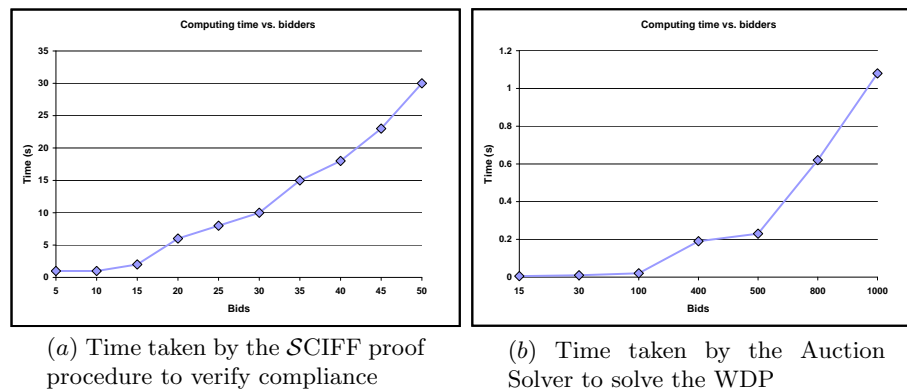 Computing time vs. bidders
35
30
25
20
15
10
5
0
Time (s)
5 10 15 20 25 30 35 40 45 50
Bids
(a) Time taken by the SCIFF proof
procedure to verify compliance
Computing time vs. bidders
1.2
1
0.8
0.6
0.4
0.2
0
Time (s)
15 30 100 400 500 800 1000
Bids
(b) Time taken by the Auction
Solver to solve the WDP